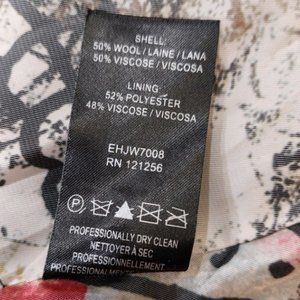 SHELL:
50% WOOL / LAINE / LANA
50% VISCOSE / VISCOSA
LINING
52% POLYESTER
48% VISCOSE / VISCOSA
EHJW7008
RN 121256
P
PROFESSIONALLY DRY CLEAN
NETTOYER À SEC
PROFESSIONNELLEMENT